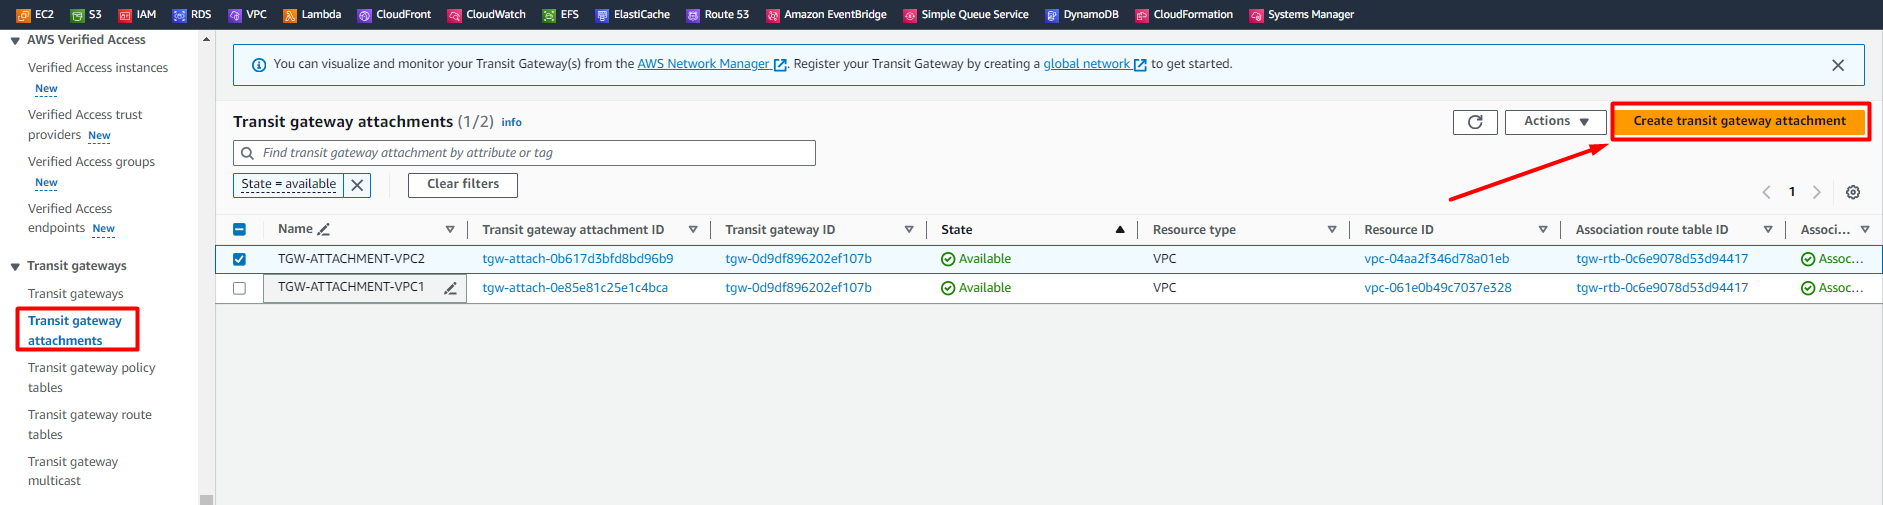 EC2 S3 IAM RDS VPC Lambda CloudFront CloudWatch EFS ElastiCache Route 53 Amazon EventBridge Simple Queue Service DynamoDB CloudFormation Systems Manager
AWS Verified Access
Verified Access instances
New
Verified Access trust
providers New
Verified Access groups
New
Verified Access
endpoints New
Transit gateways
Transit gateways
Transit gateway
attachments
Transit gateway policy
tables
Transit gateway route
tables
Transit gateway
multicast
You can visualize and monitor your Transit Gateway(s) from the AWS Network Manager. Register your Transit Gateway by creating a global network to get started.
Transit gateway attachments (1/2) info
Actions
Create transit gateway attachment
Find transit gateway attachment by attribute or tag
State = available
Clear filters
1
Name Transit gateway attachment ID Transit gateway ID State Resource type Resource ID Association route table ID Associ...
TGW-ATTACHMENT-VPC2 tgw-attach-0b617d3bfd8bd96b9 tgw-0d9df896202ef107b Available VPC vpc-04aa2f346d78a01eb tgw-rtb-0c6e9078d53d94417 Assoc...
TGW-ATTACHMENT-VPC1 tgw-attach-0e85e81c25e1c4bca tgw-0d9df896202ef107b Available VPC vpc-061e0b49c7037e328 tgw-rtb-0c6e9078d53d94417 Assoc...